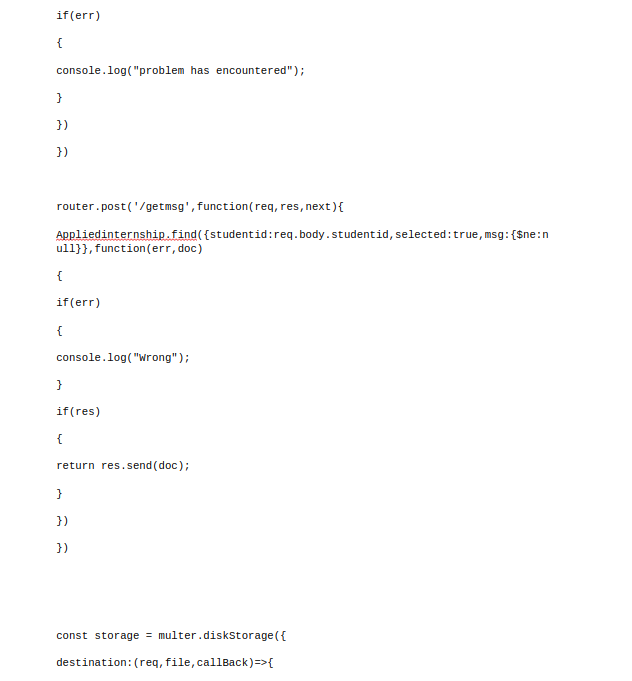 if(err)
{
console.log("problem has encountered");
}
})
})
router.post('/getmsg',function(req,res,next){
Appliedinternship.find({studentid:req.body.studentid,selected:true,msg:{$ne:n
ull}},function(err,doc)
{
if(err)
{
console.log("Wrong");
}
if(res)
{
return res.send(doc);
}
})
})
const storage = multer.diskStorage({
destination:(req,file,callBack)=>{